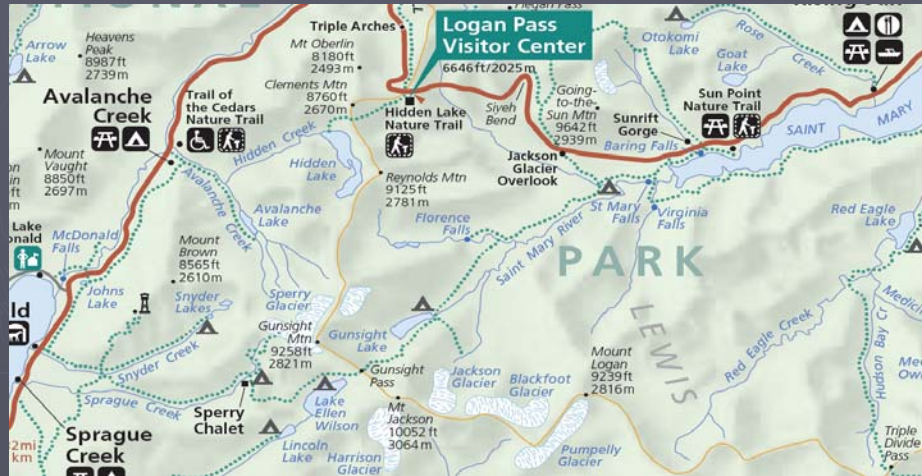 Triple Arches
Logan Pass
Visitor Center
6646ft/2025m
Arrow
Lake
Heavens
Peak
8987ft
2739m
Mt Oberlin
8180ft
2493m
Clements Mtn
8760ft
2670m
Avalanche
Creek
Trail of
the Cedars
Nature Trail
Hidden Lake
Nature Trail
Siyeh
Bend
Going-
to-the-
Sun Mtn
9642ft
2939m
Otokomi
Lake
Rose
Creek
Goat
Lake
Sunrift
Gorge
Sun Point
Nature Trail
Baring Falls
SAINT MARY
Jackson
Glacier
Overlook
Mount
Vaught
8850ft
2697m
Hidden Creek
Hidden
Lake
Reynolds Mtn
9125ft
2781m
Avalanche Creek
Avalanche
Lake
Florence
Falls
Saint Mary River
St Mary
Falls
Virginia
Falls
Red Eagle
Lake
PARK
LEWIS
Lake
McDonald
Falls
Johns
Lake
Mount
Brown
8565ft
2610m
Snyder
Lakes
Sperry
Glacier
Gunsight
Mtn
9258ft
2821m
Gunsight
Lake
Gunsight
Pass
Snyder Creek
Sprague Creek
Sperry
Chalet
Lake
Ellen
Wilson
Lincoln
Lake
Harrison
Glacier
Mt
Jackson
10052ft
3064m
Jackson
Glacier
Blackfoot
Glacier
Pumpelly
Glacier
Mount
Logan
9239ft
2816m
Red Eagle Creek
Hudson Bay Cr
Triple
Divide
Pass
Sprague
Creek